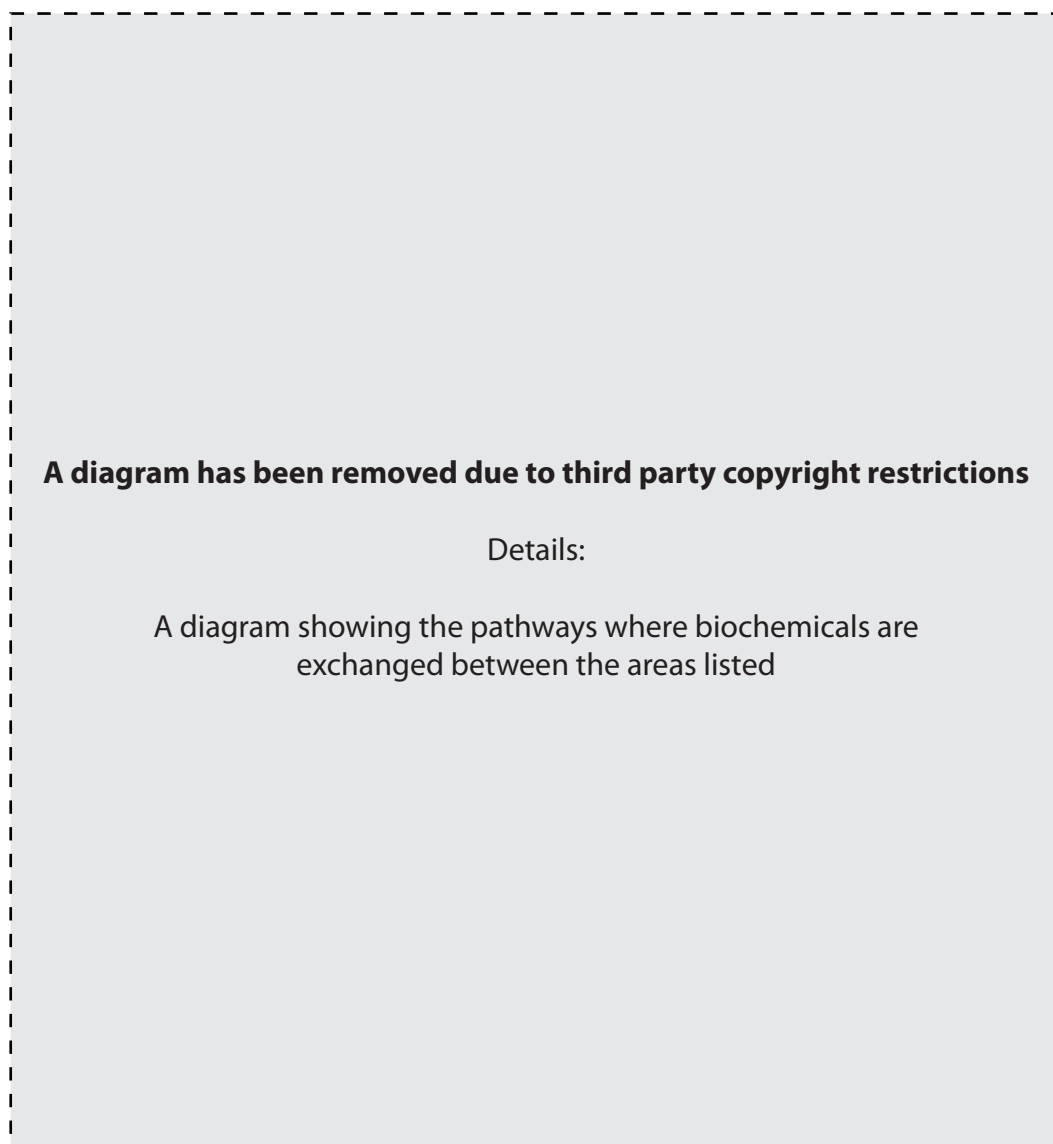 A diagram has been removed due to third party copyright restrictions
Details:
A diagram showing the pathways where biochemicals are
exchanged between the areas listed